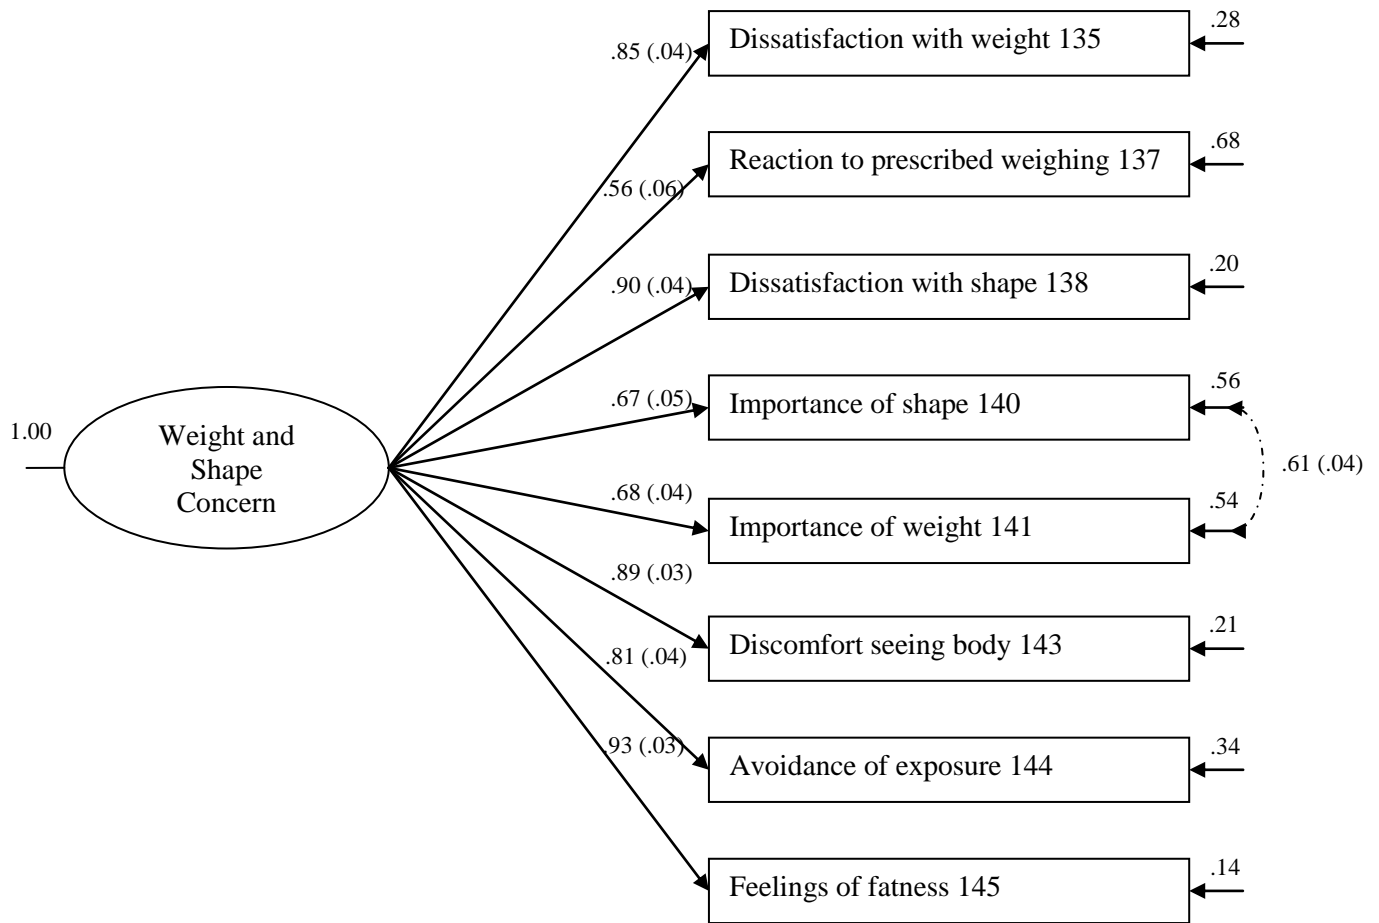 .28
.85 (.04)
Dissatisfaction with weight 135
.68
.56 (.06)
Reaction to prescribed weighing 137
.20
.90 (.04)
Dissatisfaction with shape 138
.56
.67 (.05)
Importance of shape 140
1.00
Weight and
Shape
Concern
.61 (.04)
.54
.68 (.04)
Importance of weight 141
.89 (.03)
.21
Discomfort seeing body 143
.81 (.04)
.34
Avoidance of exposure 144
.93 (.03)
.14
Feelings of fatness 145